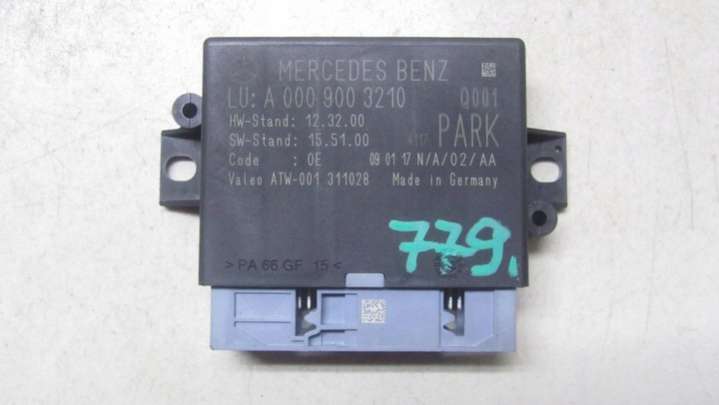 MERCEDES BENZ
LU: A 000 900 3210 Q001
HW-Stand: 12.32.00
SW-Stand: 15.51.00 4117 PARK
Code : 0E 09 01 17 N/A/02/AA
Valeo ATW-001 311028 Made in Germany
779.
>PA 66 GF 15<